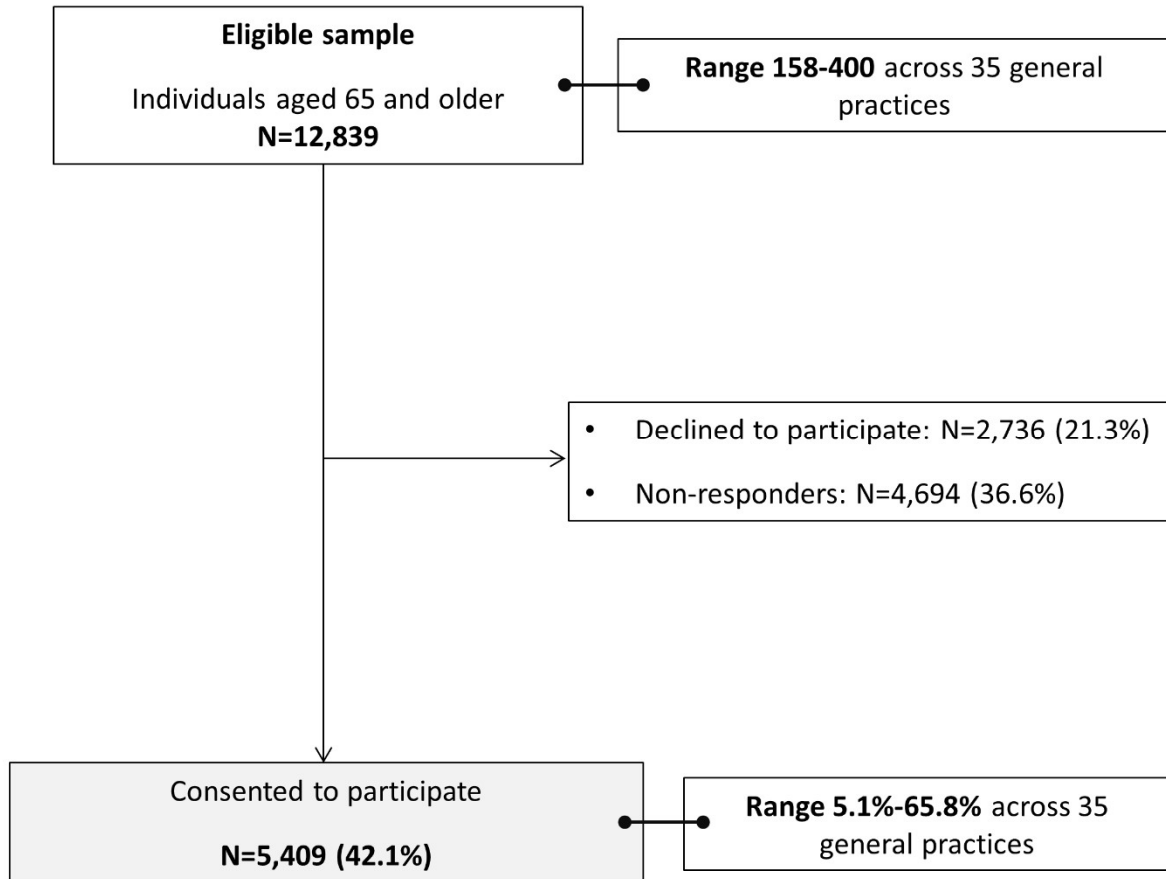 Eligible sample
Individuals aged 65 and older
N=12,839
Range 158-400 across 35 general
practices
• Declined to participate: N=2,736 (21.3%)
• Non-responders: N=4,694 (36.6%)
Consented to participate
N=5,409 (42.1%)
Range 5.1%-65.8% across 35
general practices